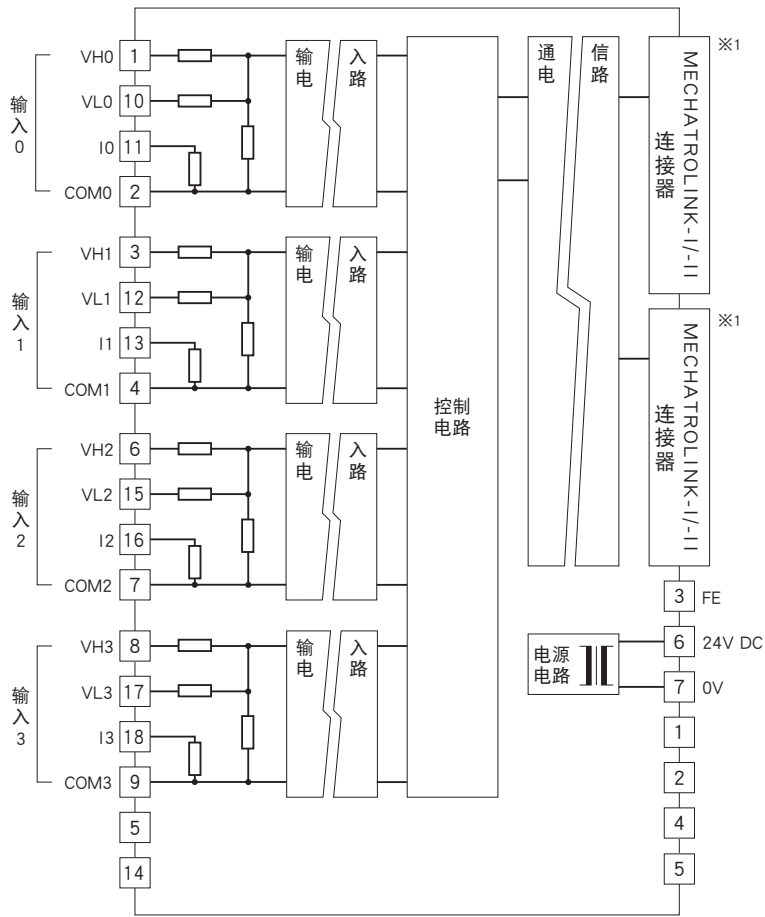 输入0
VH0 1
VL0 10
I0 11
COM0 2
输 入
电 路
输入1
VH1 3
VL1 12
I1 13
COM1 4
输 入
电 路
输入2
VH2 6
VL2 15
I2 16
COM2 7
输 入
电 路
输入3
VH3 8
VL3 17
I3 18
COM3 9
输 入
电 路
5
14
控制
电路
通 信
电 路
MECHATROLINK-I/-II
连接器
※1
MECHATROLINK-I/-II
连接器
※1
3 FE
电源
电路
6 24V DC
7 0V
1
2
4
5